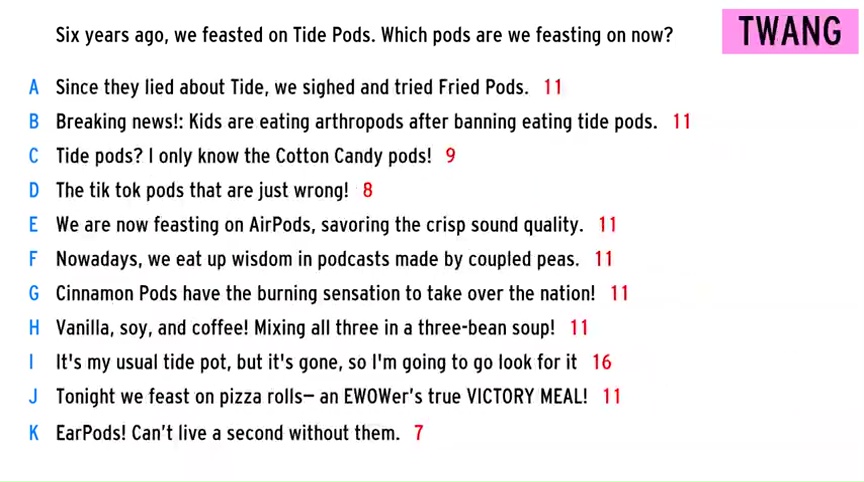 Six years ago, we feasted on Tide Pods. Which pods are we feasting on now?
TWANG
A Since they lied about Tide, we sighed and tried Fried Pods. 11
B Breaking news!: Kids are eating arthropods after banning eating tide pods. 11
C Tide pods? I only know the Cotton Candy pods! 9
D The tik tok pods that are just wrong! 8
E We are now feasting on AirPods, savoring the crisp sound quality. 11
F Nowadays, we eat up wisdom in podcasts made by coupled peas. 11
G Cinnamon Pods have the burning sensation to take over the nation! 11
H Vanilla, soy, and coffee! Mixing all three in a three-bean soup! 11
I It's my usual tide pot, but it's gone, so I'm going to go look for it 16
J Tonight we feast on pizza rolls— an EWOWer's true VICTORY MEAL! 11
K EarPods! Can't live a second without them. 7